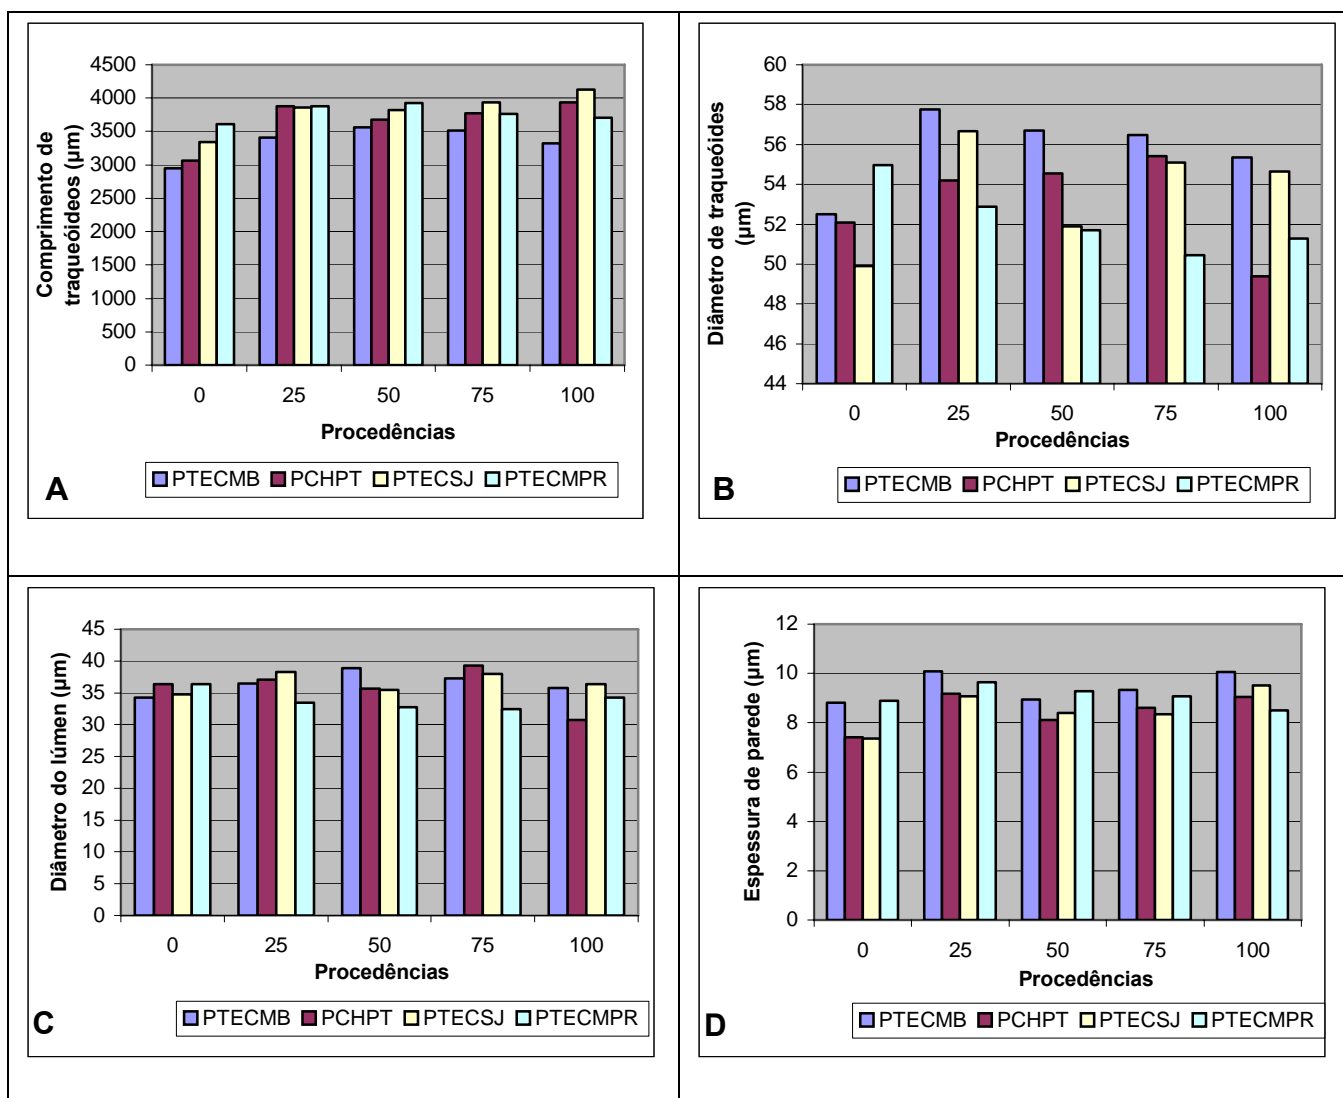 4500
4000
3500
3000
2500
2000
1500
1000
500
0
Comprimento de
traqueóideos (µm)
0 25 50 75 100
Procedências
PTECMB PCHPT PTECSJ PTECMPR
A
60
58
56
54
52
50
48
46
44
Diâmetro de traqueóides
(µm)
0 25 50 75 100
Procedências
PTECMB PCHPT PTECSJ PTECMPR
B
45
40
35
30
25
20
15
10
5
0
Diâmetro do lúmen (µm)
0 25 50 75 100
Procedências
PTECMB PCHPT PTECSJ PTECMPR
C
12
10
8
6
4
2
0
Espessura de parede (µm)
0 25 50 75 100
Procedências
PTECMB PCHPT PTECSJ PTECMPR
D